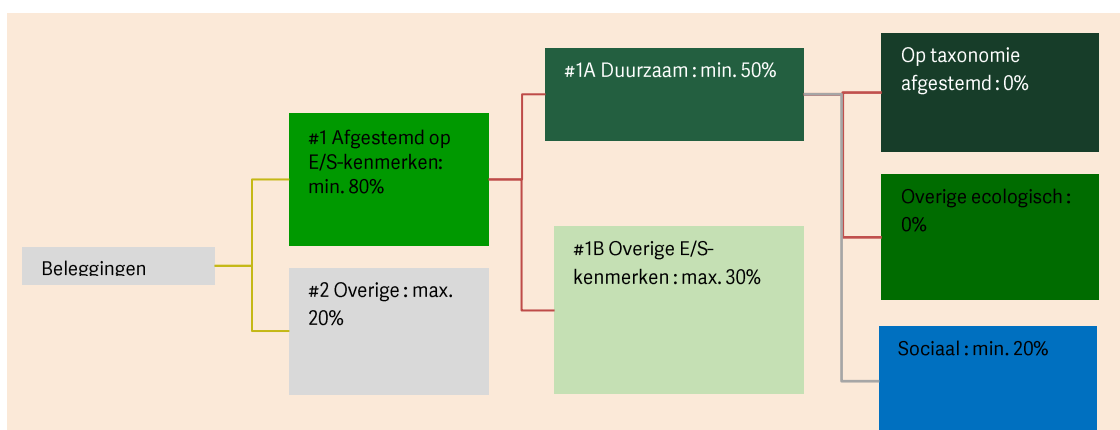 Beleggingen
#1 Afgestemd op
E/S-kenmerken:
min. 80%
#2 Overige : max.
20%
#1A Duurzaam : min. 50%
#1B Overige E/S-
kenmerken : max. 30%
Op taxonomie
afgestemd : 0%
Overige ecologisch :
0%
Sociaal : min. 20%